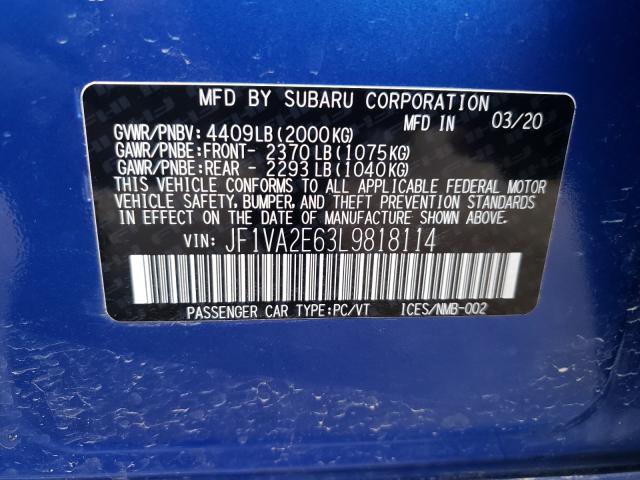 MFD BY SUBARU CORPORATION
MFD IN 03/20
GVWR/PNBV: 4409LB (2000KG)
GAWR/PNBE:FRONT- 2370LB(1075KG)
GAWR/PNBE:REAR - 2293LB(1040KG)
THIS VEHICLE CONFORMS TO ALL APPLICABLE FEDERAL MOTOR
VEHICLE SAFETY, BUMPER, AND THEFT PREVENTION STANDARDS
IN EFFECT ON THE DATE OF MANUFACTURE SHOWN ABOVE.
VIN: JF1VA2E63L9818114
PASSENGER CAR TYPE:PC/VT ICES/NMB-002